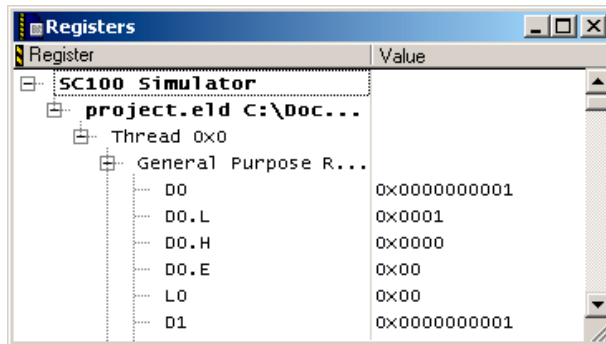 Registers
Register Value
SC100 Simulator
project.eld C:\Doc...
Thread 0x0
General Purpose R...
D0 0x0000000001
D0.L 0x0001
D0.H 0x0000
D0.E 0x00
L0 0x00
D1 0x0000000001